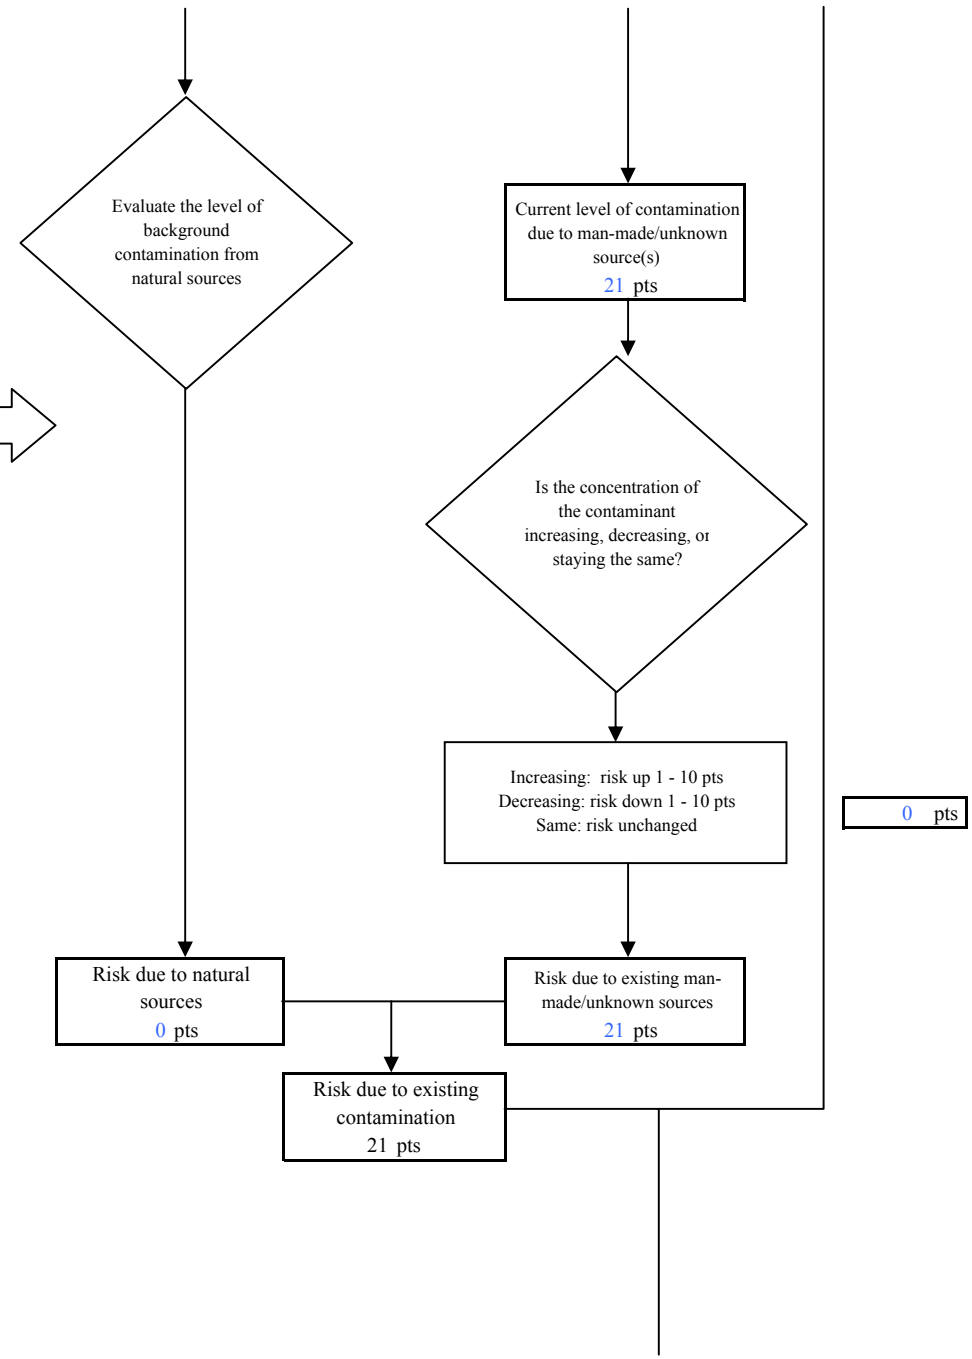 Evaluate the level of
background
contamination from
natural sources
Current level of contamination
due to man-made/unknown
source(s)
21 pts
Is the concentration of
the contaminant
increasing, decreasing, or
staying the same?
Increasing: risk up 1 - 10 pts
Decreasing: risk down 1 - 10 pts
Same: risk unchanged
0 pts
Risk due to natural
sources
0 pts
Risk due to existing man-
made/unknown sources
21 pts
Risk due to existing
contamination
21 pts